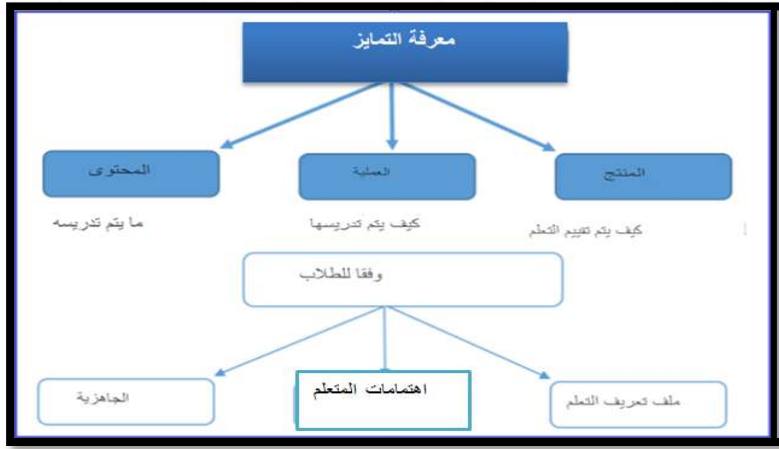 معرفة التمايز
المنتج
العملية
المحتوى
كيف يتم تقييم التعلم
كيف يتم تدريسها
ما يتم تدريسه
وفقا للطلاب
ملف تعريف التعلم
اهتمامات المتعلم
الجاهزية